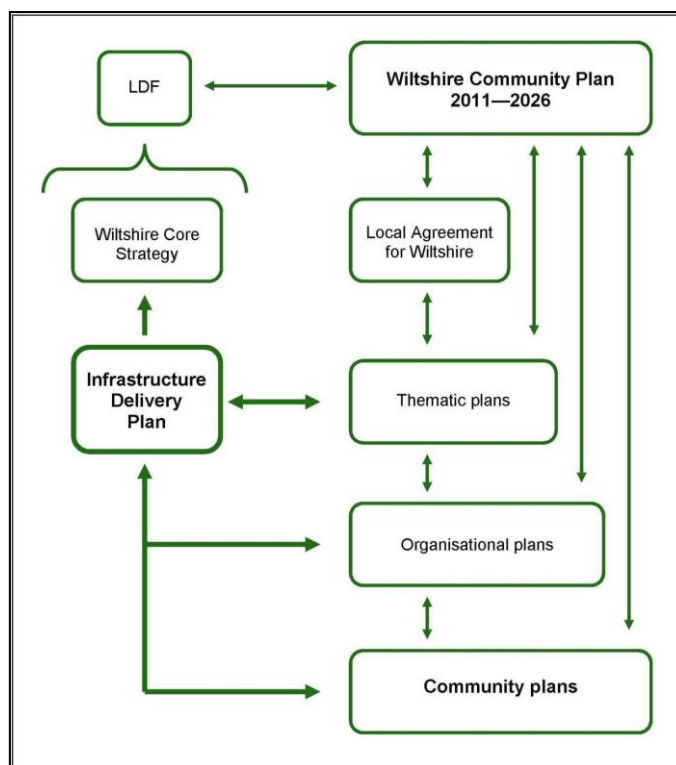 LDF
Wiltshire Community Plan
2011—2026
Wiltshire Core
Strategy
Local Agreement
for Wiltshire
Infrastructure
Delivery
Plan
Thematic plans
Organisational plans
Community plans